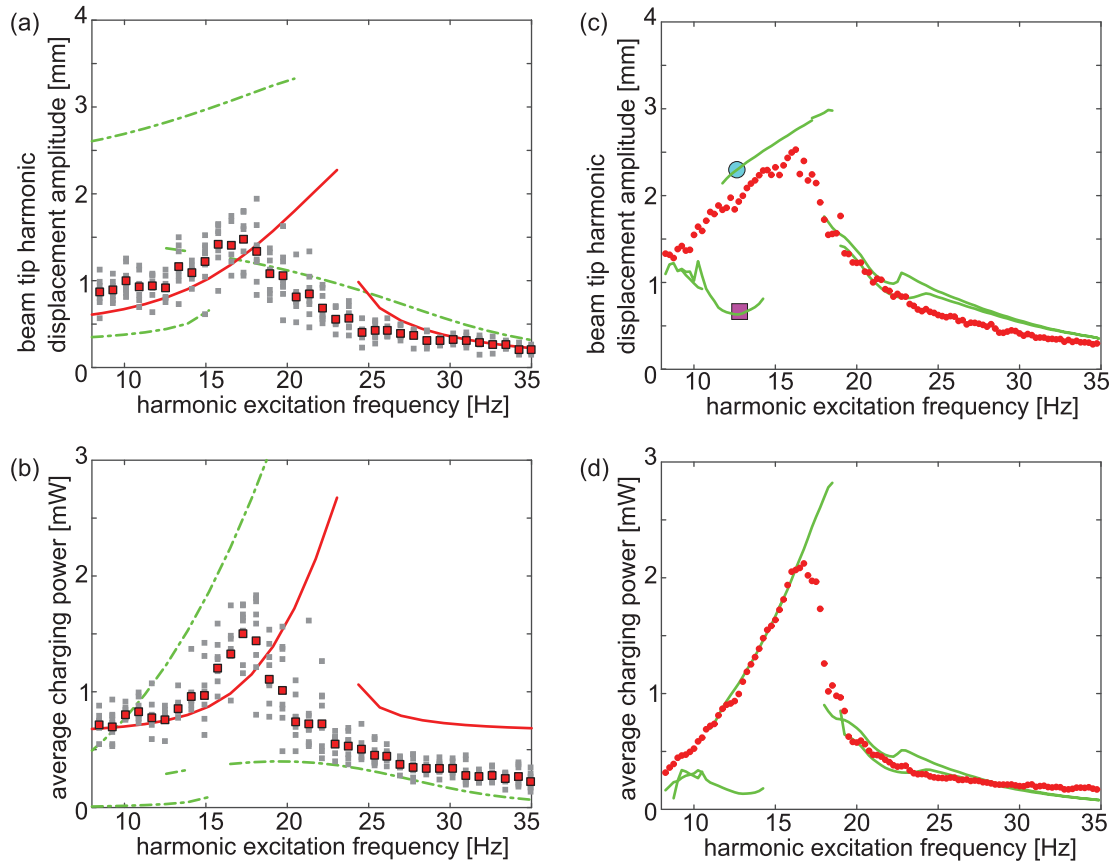 (a)
4
3
2
1
0
beam tip harmonic
displacement amplitude [mm]
10 15 20 25 30 35
harmonic excitation frequency [Hz]
(c)
4
3
2
1
0
beam tip harmonic
displacement amplitude [mm]
10 15 20 25 30 35
harmonic excitation frequency [Hz]
(b)
3
2
1
0
average charging power [mW]
10 15 20 25 30 35
harmonic excitation frequency [Hz]
(d)
3
2
1
0
average charging power [mW]
10 15 20 25 30 35
harmonic excitation frequency [Hz]